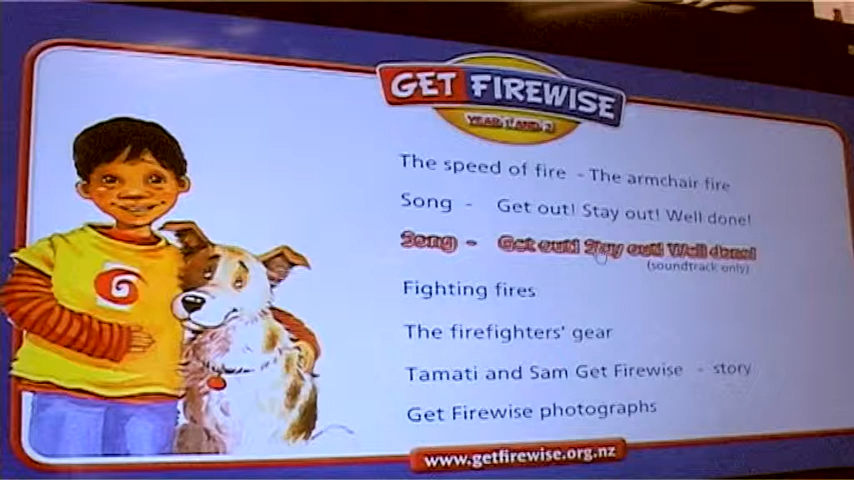 GET FIREWISE
YEAR 1 AND 2
The speed of fire - The armchair fire
Song - Get out! Stay out! Well done!
Song - Get out! Stay out! Well done!
(soundtrack only)
Fighting fires
The firefighters' gear
Tamati and Sam Get Firewise - story
Get Firewise photographs
www.getfirewise.org.nz